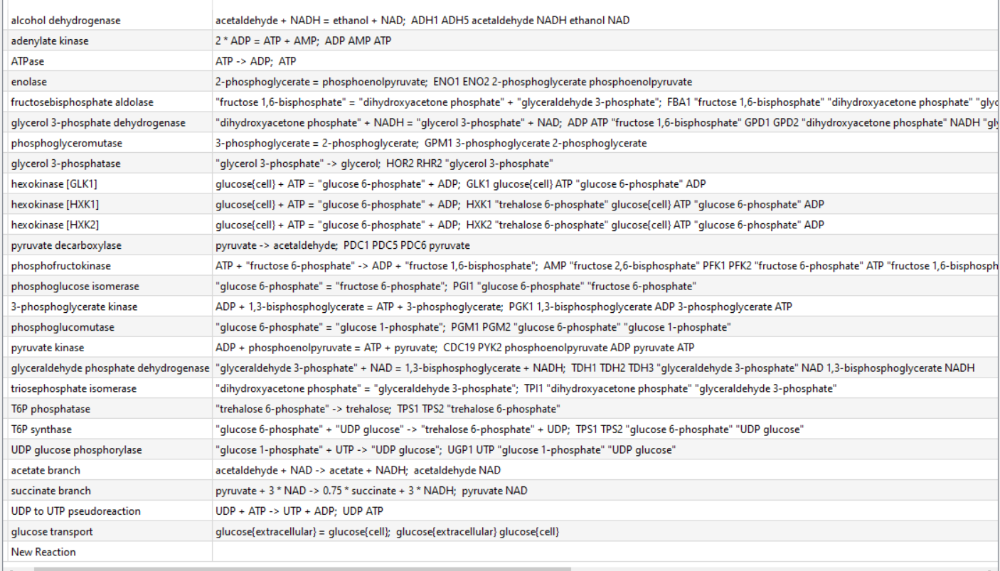 alcohol dehydrogenase acetaldehyde + NADH = ethanol + NAD; ADH1 ADH5 acetaldehyde NADH ethanol NAD
adenylate kinase 2 * ADP = ATP + AMP; ADP AMP ATP
ATPase ATP -> ADP; ATP
enolase 2-phosphoglycerate = phosphoenolpyruvate; ENO1 ENO2 2-phosphoglycerate phosphoenolpyruvate
fructosebisphosphate aldolase "fructose 1,6-bisphosphate" = "dihydroxyacetone phosphate" + "glyceraldehyde 3-phosphate"; FBA1 "fructose 1,6-bisphosphate" "dihydroxyacetone phosphate" "glyc
glycerol 3-phosphate dehydrogenase "dihydroxyacetone phosphate" + NADH = "glycerol 3-phosphate" + NAD; ADP ATP "fructose 1,6-bisphosphate" GPD1 GPD2 "dihydroxyacetone phosphate" NADH "gly
phosphoglyceromutase 3-phosphoglycerate = 2-phosphoglycerate; GPM1 3-phosphoglycerate 2-phosphoglycerate
glycerol 3-phosphatase "glycerol 3-phosphate" -> glycerol; HOR2 RHR2 "glycerol 3-phosphate"
hexokinase [GLK1] glucose{cell} + ATP = "glucose 6-phosphate" + ADP; GLK1 glucose{cell} ATP "glucose 6-phosphate" ADP
hexokinase [HXK1] glucose{cell} + ATP = "glucose 6-phosphate" + ADP; HXK1 "trehalose 6-phosphate" glucose{cell} ATP "glucose 6-phosphate" ADP
hexokinase [HXK2] glucose{cell} + ATP = "glucose 6-phosphate" + ADP; HXK2 "trehalose 6-phosphate" glucose{cell} ATP "glucose 6-phosphate" ADP
pyruvate decarboxylase pyruvate -> acetaldehyde; PDC1 PDC5 PDC6 pyruvate
phosphofructokinase ATP + "fructose 6-phosphate" -> ADP + "fructose 1,6-bisphosphate"; AMP "fructose 2,6-bisphosphate" PFK1 PFK2 "fructose 6-phosphate" ATP "fructose 1,6-bisphosph
phosphoglucose isomerase "glucose 6-phosphate" = "fructose 6-phosphate"; PGI1 "glucose 6-phosphate" "fructose 6-phosphate"
3-phosphoglycerate kinase ADP + 1,3-bisphosphoglycerate = ATP + 3-phosphoglycerate; PGK1 1,3-bisphosphoglycerate ADP 3-phosphoglycerate ATP
phosphoglucomutase "glucose 6-phosphate" = "glucose 1-phosphate"; PGM1 PGM2 "glucose 6-phosphate" "glucose 1-phosphate"
pyruvate kinase ADP + phosphoenolpyruvate = ATP + pyruvate; CDC19 PYK2 phosphoenolpyruvate ADP pyruvate ATP
glyceraldehyde phosphate dehydrogenase "glyceraldehyde 3-phosphate" + NAD = 1,3-bisphosphoglycerate + NADH; TDH1 TDH2 TDH3 "glyceraldehyde 3-phosphate" NAD 1,3-bisphosphoglycerate NADH
triosephosphate isomerase "dihydroxyacetone phosphate" = "glyceraldehyde 3-phosphate"; TPI1 "dihydroxyacetone phosphate" "glyceraldehyde 3-phosphate"
T6P phosphatase "trehalose 6-phosphate" -> trehalose; TPS1 TPS2 "trehalose 6-phosphate"
T6P synthase "glucose 6-phosphate" + "UDP glucose" -> "trehalose 6-phosphate" + UDP; TPS1 TPS2 "glucose 6-phosphate" "UDP glucose"
UDP glucose phosphorylase "glucose 1-phosphate" + UTP -> "UDP glucose"; UGP1 UTP "glucose 1-phosphate" "UDP glucose"
acetate branch acetaldehyde + NAD -> acetate + NADH; acetaldehyde NAD
succinate branch pyruvate + 3 * NAD -> 0.75 * succinate + 3 * NADH; pyruvate NAD
UDP to UTP pseudoreaction UDP + ATP -> UTP + ADP; UDP ATP
glucose transport glucose{extracellular} = glucose{cell}; glucose{extracellular} glucose{cell}
New Reaction